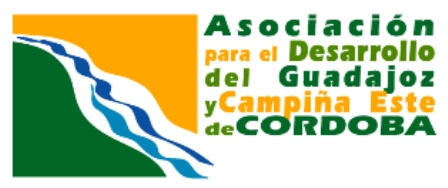 Asociación
para el Desarrollo
del Guadajoz
y Campiña Este
de CORDOBA